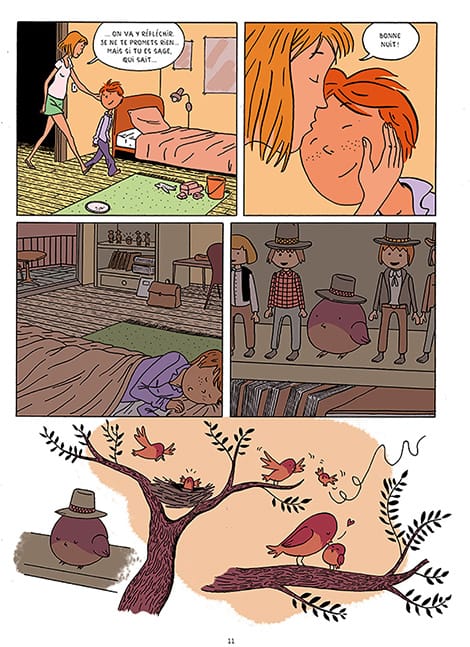 ... ON VA Y RÉFLÉCHIR.
JE NE TE PROMETS RIEN...
MAIS SI TU ES SAGE,
QUI SAIT...
... BONNE
NUIT !
11